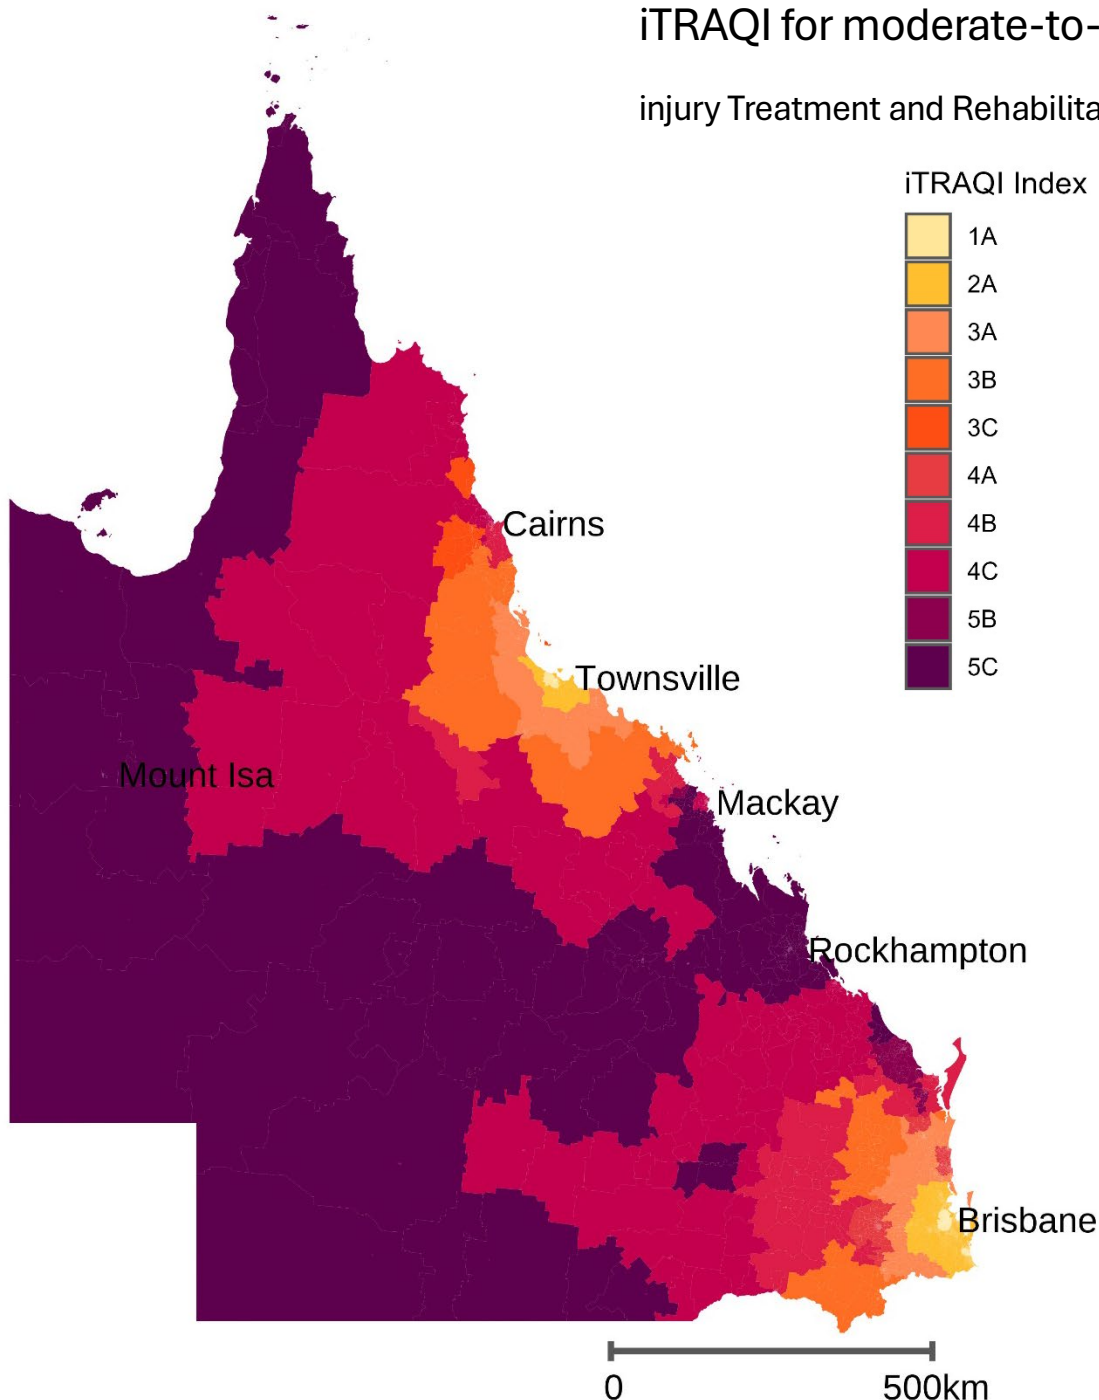 iTRAQI for moderate-to-
injury Treatment and Rehabilita
iTRAQI Index
1A
2A
3A
3B
3C
4A
4B
4C
5B
5C
Cairns
Townsville
Mount Isa
Mackay
Rockhampton
Brisbane
0 500km